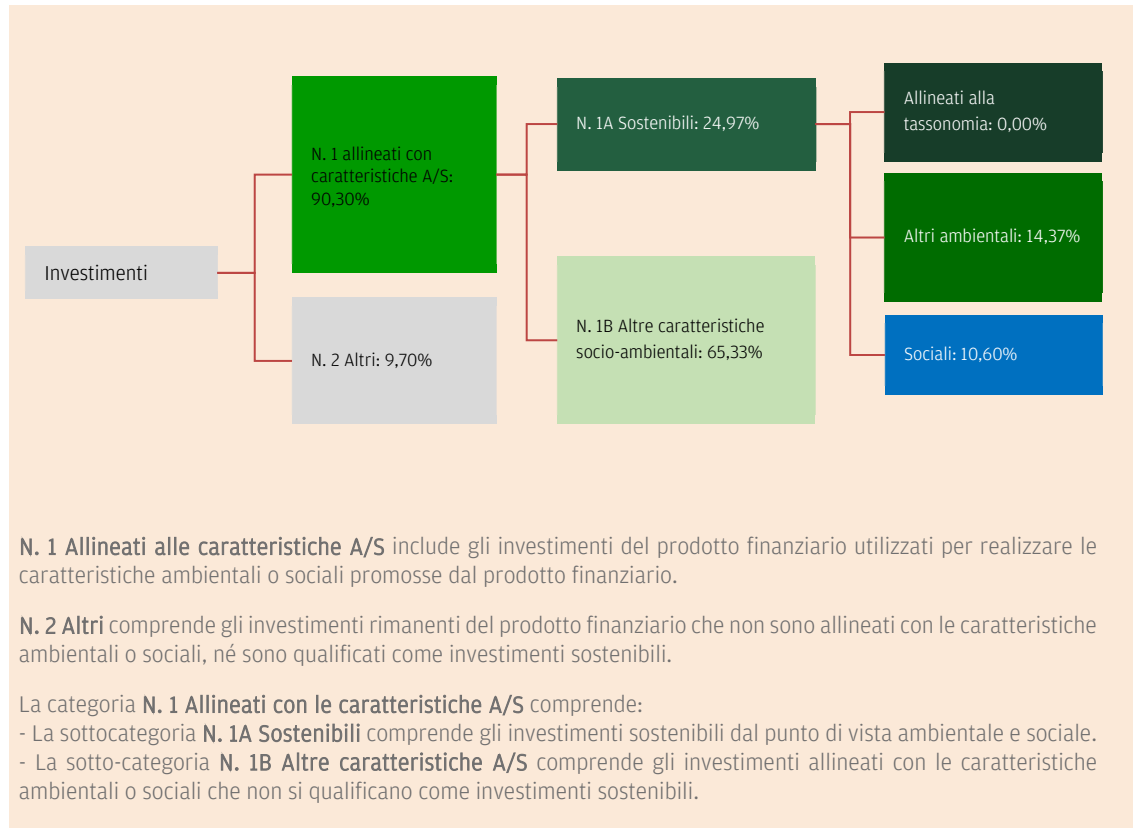 Investimenti
N. 1 allineati con
caratteristiche A/S:
90,30%
N. 2 Altri: 9,70%
N. 1A Sostenibili: 24,97%
N. 1B Altre caratteristiche
socio-ambientali: 65,33%
Allineati alla
tassonomia: 0,00%
Altri ambientali: 14,37%
Sociali: 10,60%
N. 1 Allineati alle caratteristiche A/S include gli investimenti del prodotto finanziario utilizzati per realizzare le
caratteristiche ambientali o sociali promosse dal prodotto finanziario.
N. 2 Altri comprende gli investimenti rimanenti del prodotto finanziario che non sono allineati con le caratteristiche
ambientali o sociali, né sono qualificati come investimenti sostenibili.
La categoria N. 1 Allineati con le caratteristiche A/S comprende:
- La sottocategoria N. 1A Sostenibili comprende gli investimenti sostenibili dal punto di vista ambientale e sociale.
- La sotto-categoria N. 1B Altre caratteristiche A/S comprende gli investimenti allineati con le caratteristiche
ambientali o sociali che non si qualificano come investimenti sostenibili.